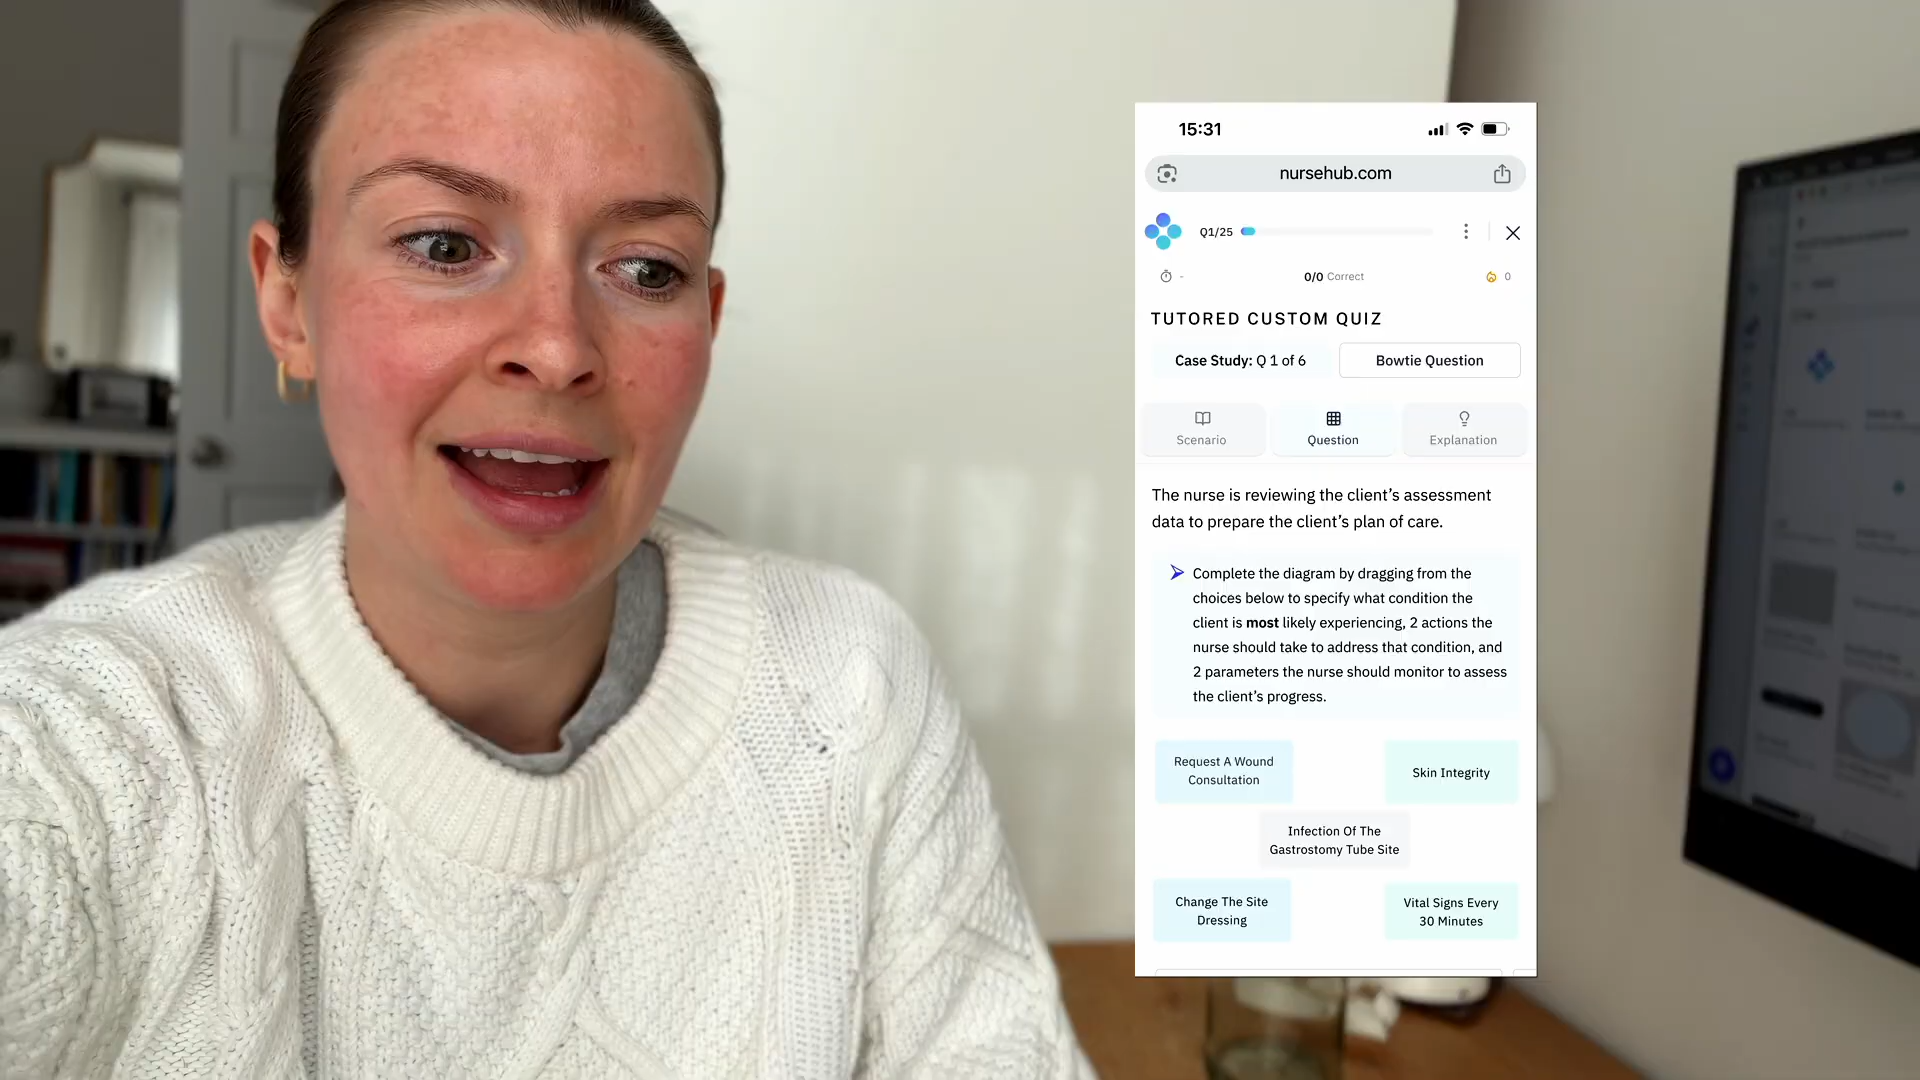 15:31
nursehub.com
Q1/25
-
0/0 Correct
0
TUTORED CUSTOM QUIZ
Case Study: Q 1 of 6
Bowtie Question
Scenario
Question
Explanation
The nurse is reviewing the client’s assessment
data to prepare the client’s plan of care.
Complete the diagram by dragging from the
choices below to specify what condition the
client is most likely experiencing, 2 actions the
nurse should take to address that condition, and
2 parameters the nurse should monitor to assess
the client’s progress.
Request A Wound
Consultation
Skin Integrity
Infection Of The
Gastrostomy Tube Site
Change The Site
Dressing
Vital Signs Every
30 Minutes